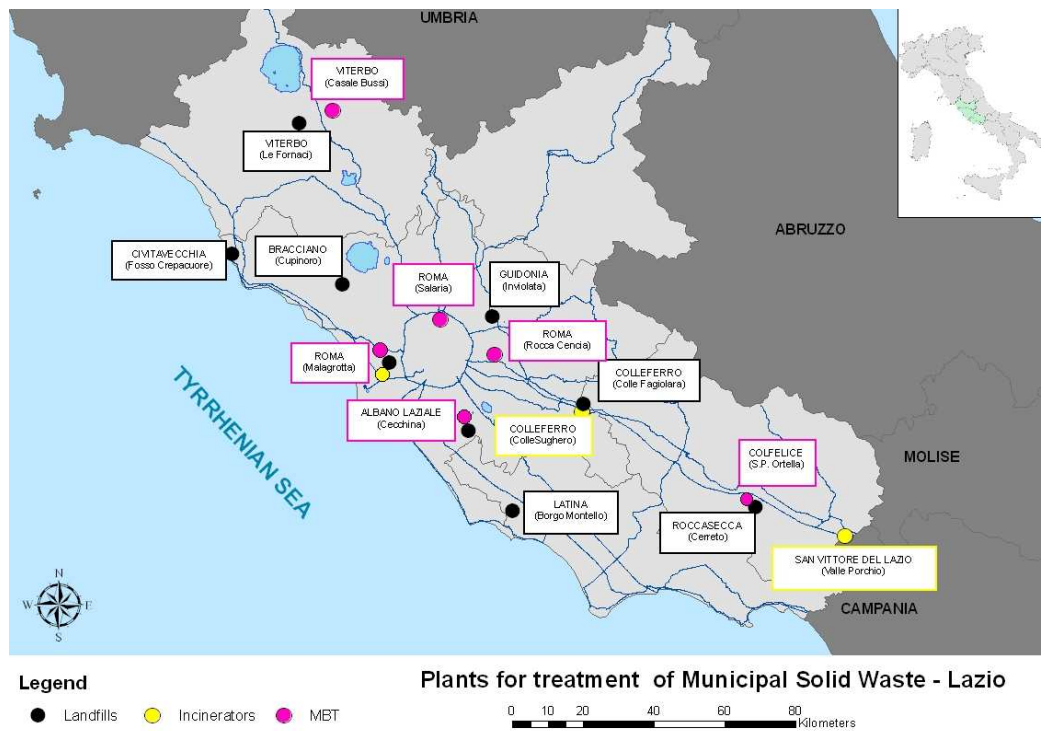 UMBRIA
VITERBO
(Casale Bussi)
VITERBO
(Le Fornaci)
ABRUZZO
CIVITAVECCHIA
(Fosso Crepacuore)
BRACCIANO
(Cupinoro)
ROMA
(Salaria)
GUIDONIA
(Inviolata)
ROMA
(Rocca Cencia)
ROMA
(Malagrotta)
COLLEFERRO
(Colle Fagiolara)
TYRRHENIAN SEA
ALBANO LAZIALE
(Cecchina)
COLLEFERRO
(ColleSughero)
COLFELICE
(S.P. Ortella)
MOLISE
LATINA
(Borgo Montello)
ROCCASECCA
(Cerreto)
SAN VITTORE DEL LAZIO
(Valle Porchio)
CAMPANIA
N
W E
S
Legend
Landfills Incinerators MBT
Plants for treatment of Municipal Solid Waste - Lazio
0 20 40 60 80
Kilometers